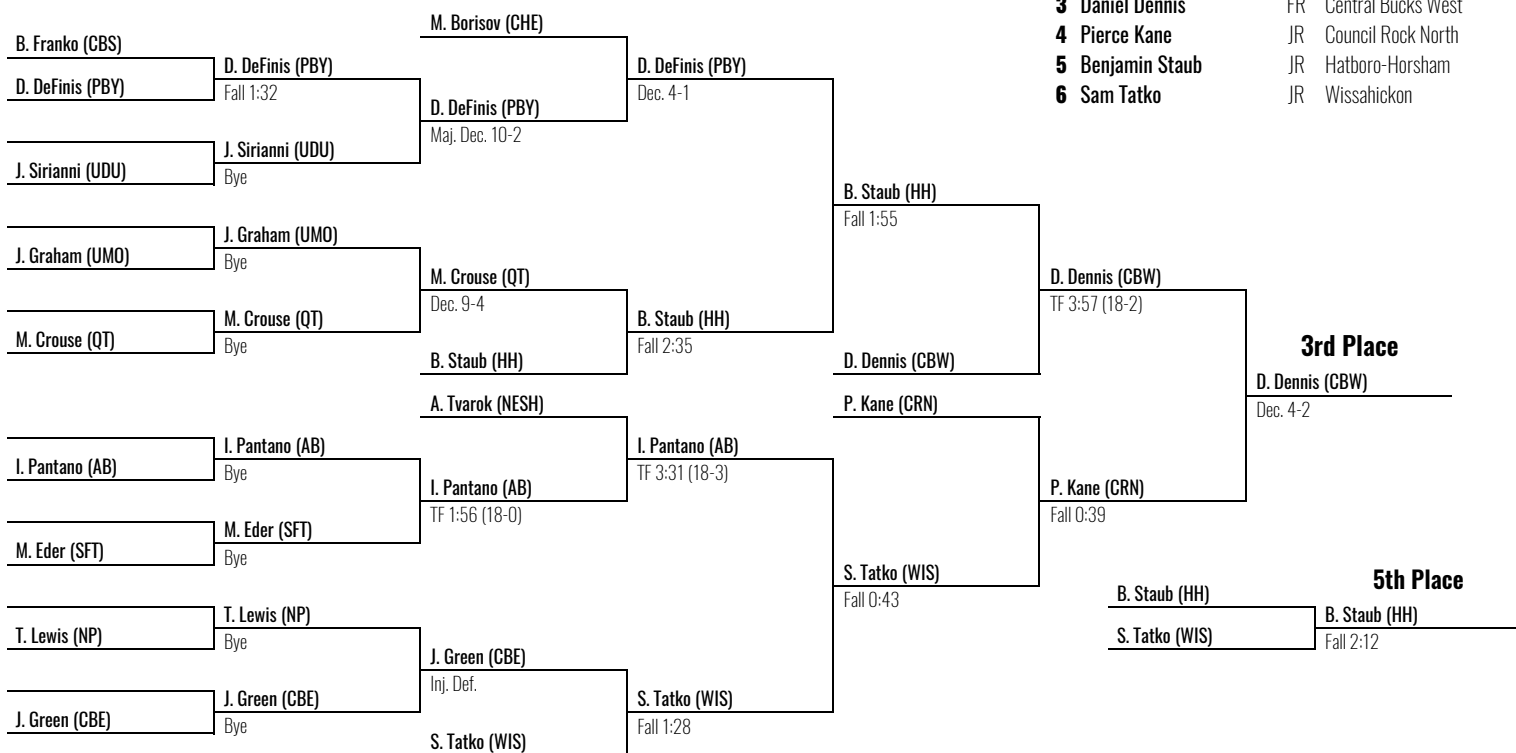 3 Daniel Dennis FR Central Bucks West
4 Pierce Kane JR Council Rock North
5 Benjamin Staub JR Hatboro-Horsham
6 Sam Tatko JR Wissahickon
B. Franko (CBS)
D. DeFinis (PBY)
J. Sirianni (UDU)
J. Graham (UMO)
M. Crouse (QT)
I. Pantano (AB)
M. Eder (SFT)
T. Lewis (NP)
J. Green (CBE)
D. DeFinis (PBY)
Fall 1:32
J. Sirianni (UDU)
Bye
J. Graham (UMO)
Bye
M. Crouse (QT)
Bye
I. Pantano (AB)
Bye
M. Eder (SFT)
Bye
T. Lewis (NP)
Bye
J. Green (CBE)
Bye
M. Borisov (CHE)
D. DeFinis (PBY)
Maj. Dec. 10-2
M. Crouse (QT)
Dec. 9-4
B. Staub (HH)
A. Tvarok (NESH)
I. Pantano (AB)
TF 1:56 (18-0)
J. Green (CBE)
Inj. Def.
S. Tatko (WIS)
D. DeFinis (PBY)
Dec. 4-1
B. Staub (HH)
Fall 2:35
I. Pantano (AB)
TF 3:31 (18-3)
S. Tatko (WIS)
Fall 1:28
B. Staub (HH)
Fall 1:55
D. Dennis (CBW)
P. Kane (CRN)
S. Tatko (WIS)
Fall 0:43
D. Dennis (CBW)
TF 3:57 (18-2)
P. Kane (CRN)
Fall 0:39
3rd Place
D. Dennis (CBW)
Dec. 4-2
5th Place
B. Staub (HH)
S. Tatko (WIS)
B. Staub (HH)
Fall 2:12